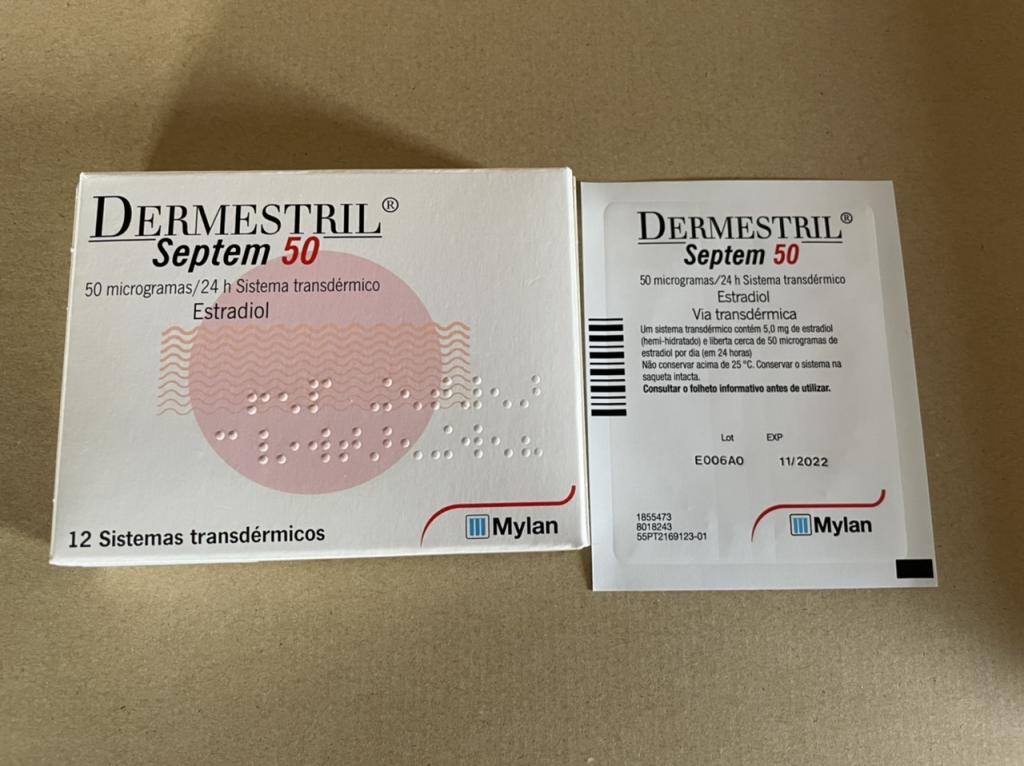 DERMESTRIL®
Septem 50
50 microgramas/24 h Sistema transdérmico
Estradiol
12 Sistemas transdérmicos
Mylan
DERMESTRIL®
Septem 50
50 microgramas/24 h Sistema transdérmico
Estradiol
Via transdérmica
Um sistema transdérmico contém 5,0 mg de estradiol
(hemi-hidratado) e liberta cerca de 50 microgramas de
estradiol por dia (em 24 horas)
Não conservar acima de 25 °C. Conservar o sistema na
saqueta intacta.
Consultar o folheto informativo antes de utilizar.
Lot EXP
E006A0 11/2022
1855473
8018243
55PT2169123-01
Mylan